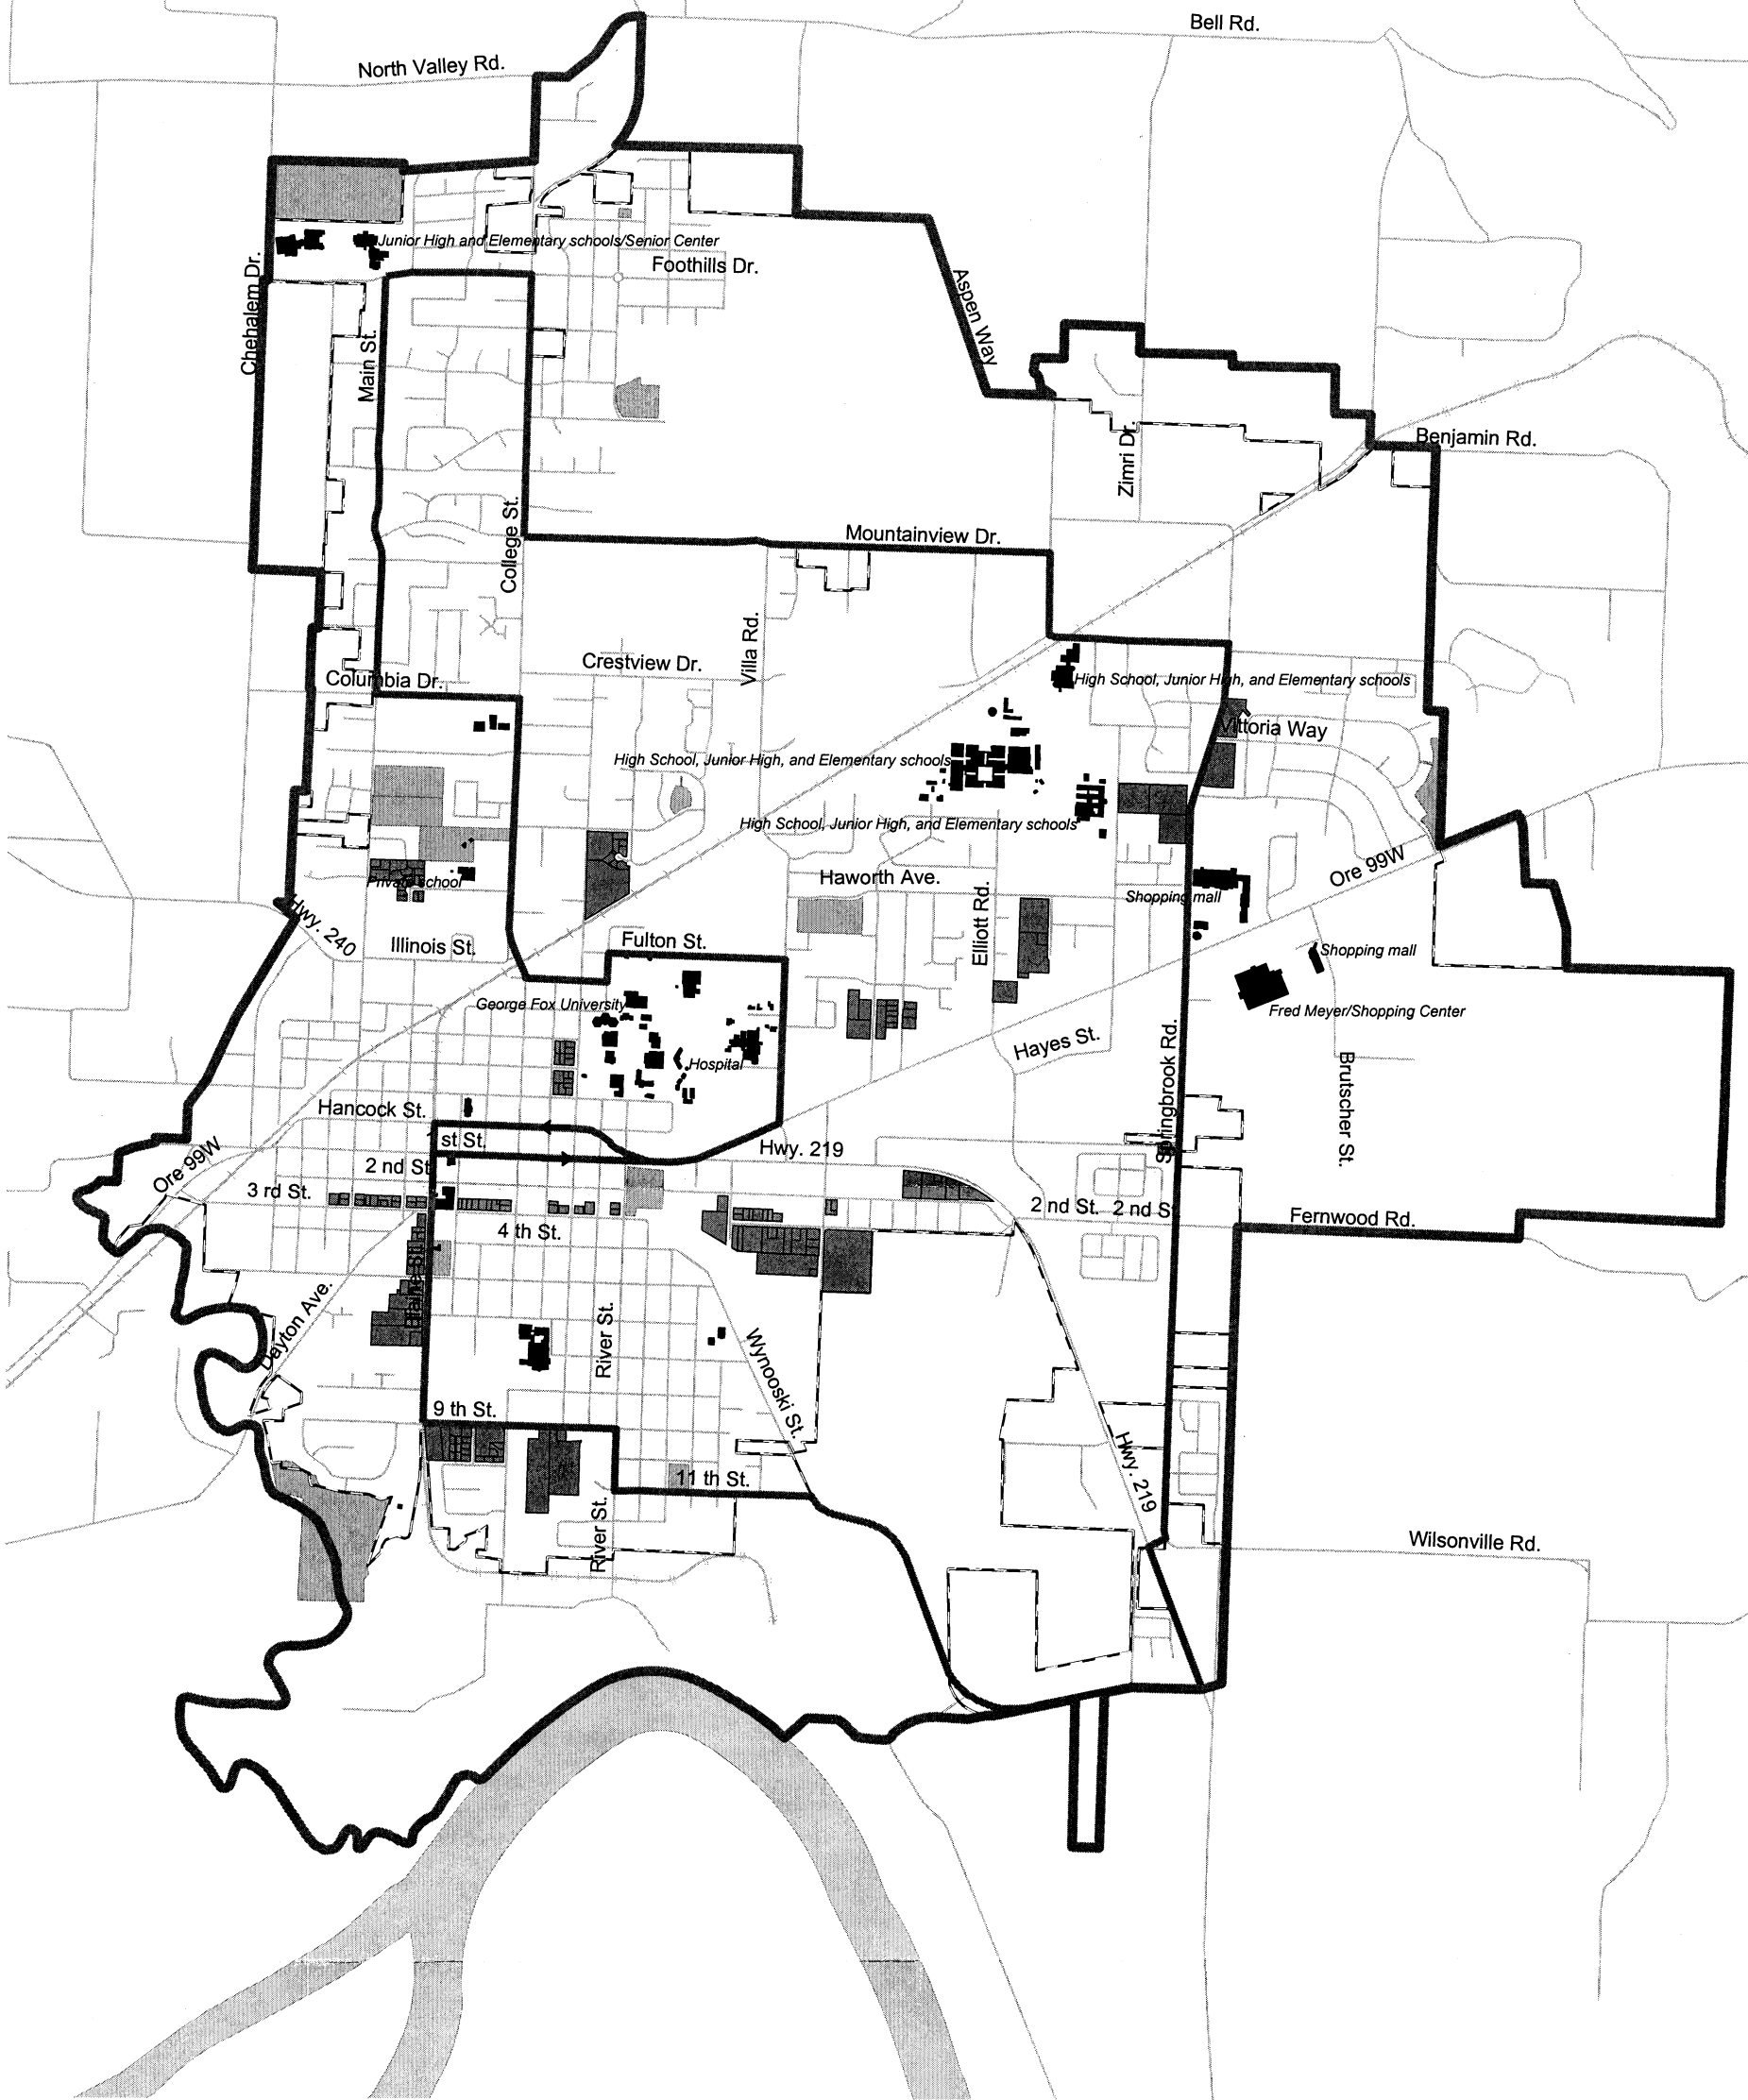 Bell Rd.
North Valley Rd.
Junior High and Elementary schools/Senior Center
Foothills Dr.
Chehalem Dr.
Aspen Way
Main St.
Benjamin Rd.
Zimri Dr.
College St.
Mountainview Dr.
Villa Rd.
Crestview Dr.
Columbia Dr.
High School, Junior High, and Elementary schools
Vittoria Way
High School, Junior High, and Elementary schools
High School, Junior High, and Elementary schools
Ore 99W
Haworth Ave.
Private school
Elliott Rd.
Shopping mall
Hwy. 240
Illinois St.
Fulton St.
Shopping mall
George Fox University
Fred Meyer/Shopping Center
Hayes St.
Hospital
Springbrook Rd.
Brutscher St.
Hancock St.
1 st St.
Hwy. 219
2 nd St
Ore 99W
3 rd St.
2 nd St.
2 nd S
Fernwood Rd.
4 th St.
Blaine St.
Dayton Ave.
River St.
Wynooski St.
9 th St.
11 th St.
Hwy. 219
River St.
Wilsonville Rd.